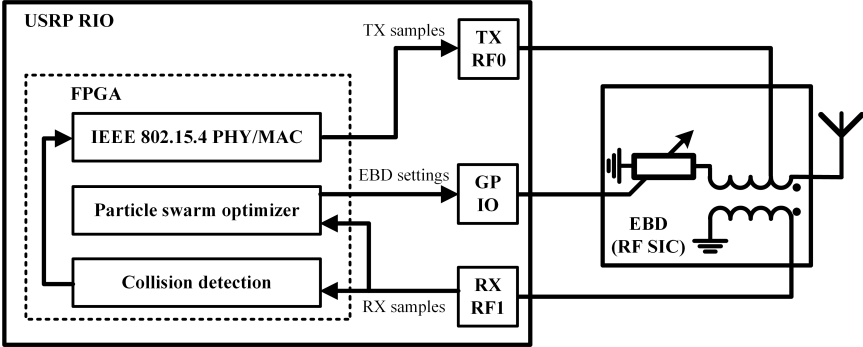 USRP RIO
TX samples
TX
RF0
FPGA
IEEE 802.15.4 PHY/MAC
EBD settings
GP
IO
Particle swarm optimizer
EBD
(RF SIC)
Collision detection
RX samples
RX
RF1